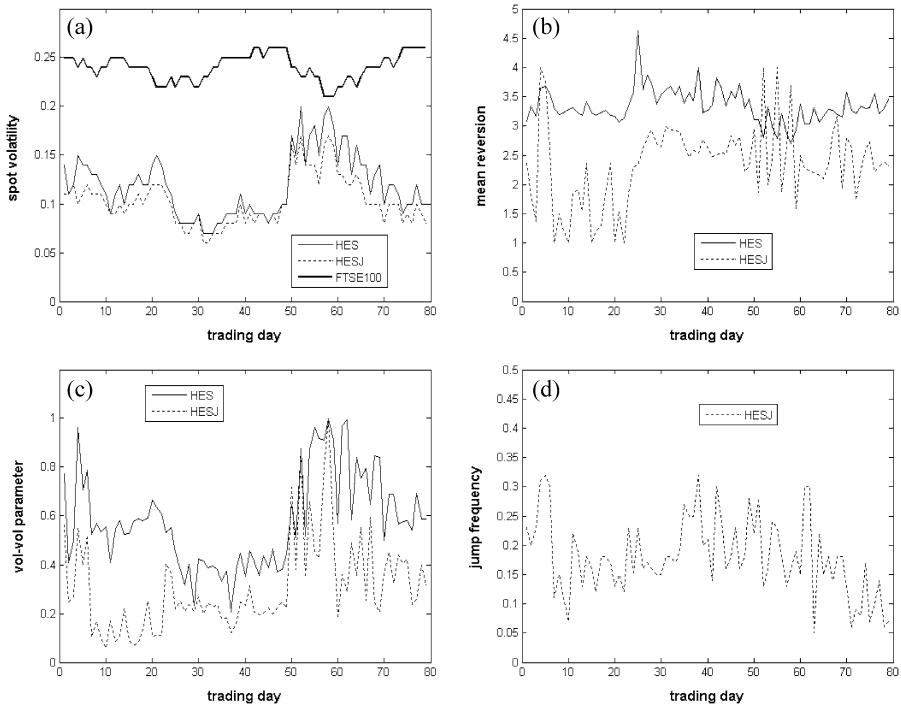 (a)
spot volatility
0.25
0.2
0.15
0.1
0.05
0
HES
HESJ
FTSE100
0 10 20 30 40 50 60 70 80
trading day
(b)
mean reversion
5
4.5
4
3.5
3
2.5
2
1.5
1
0.5
0
HES
HESJ
0 10 20 30 40 50 60 70 80
trading day
(c)
vol-vol parameter
1
0.8
0.6
0.4
0.2
0
HES
HESJ
0 10 20 30 40 50 60 70 80
trading day
(d)
jump frequency
0.5
0.45
0.4
0.35
0.3
0.25
0.2
0.15
0.1
0.05
0
HESJ
0 10 20 30 40 50 60 70 80
trading day